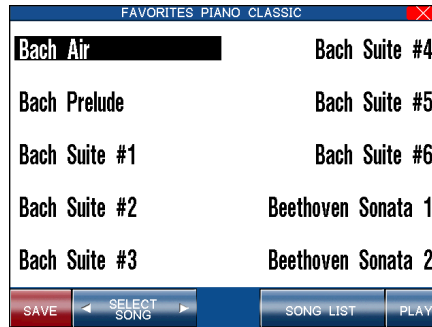 FAVORITES PIANO CLASSIC
Bach Air
Bach Prelude
Bach Suite #1
Bach Suite #2
Bach Suite #3
Bach Suite #4
Bach Suite #5
Bach Suite #6
Beethoven Sonata 1
Beethoven Sonata 2
SAVE
SELECT
SONG
SONG LIST
PLAY